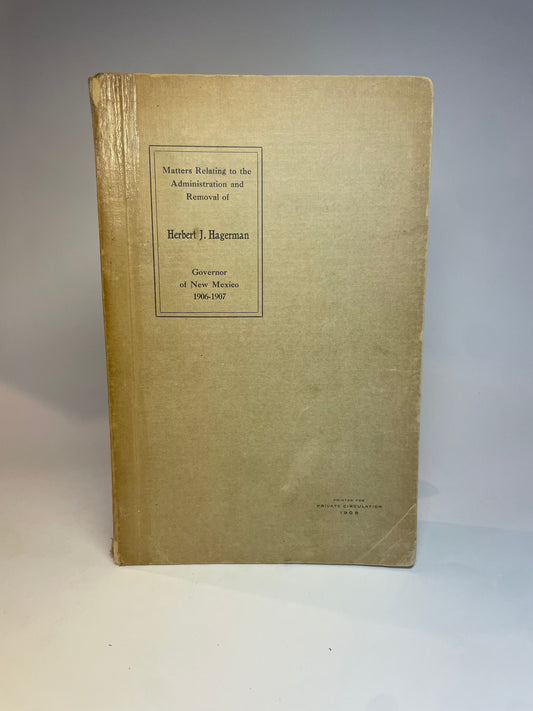 Matters Relating to the
Administration and
Removal of
Herbert J. Hagerman
Governor
of New Mexico
1906-1907
PRINTED FOR
PRIVATE CIRCULATION
1908